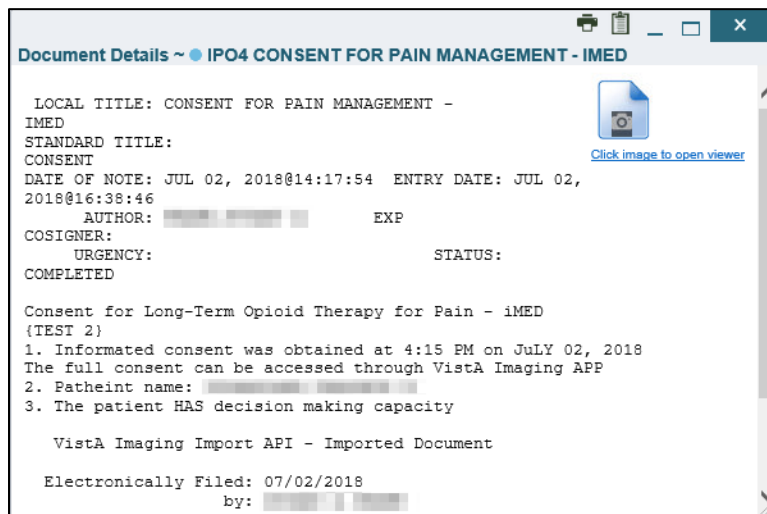 Document Details ~ IPO4 CONSENT FOR PAIN MANAGEMENT - IMED
LOCAL TITLE: CONSENT FOR PAIN MANAGEMENT -
IMED
STANDARD TITLE:
CONSENT
Click image to open viewer
DATE OF NOTE: JUL 02, 2018@14:17:54 ENTRY DATE: JUL 02,
2018@16:38:46
AUTHOR: EXP
COSIGNER:
URGENCY: STATUS:
COMPLETED
Consent for Long-Term Opioid Therapy for Pain - iMED
{TEST 2}
1. Informated consent was obtained at 4:15 PM on JuLY 02, 2018
The full consent can be accessed through VistA Imaging APP
2. Patheint name:
3. The patient HAS decision making capacity
VistA Imaging Import API - Imported Document
Electronically Filed: 07/02/2018
by: